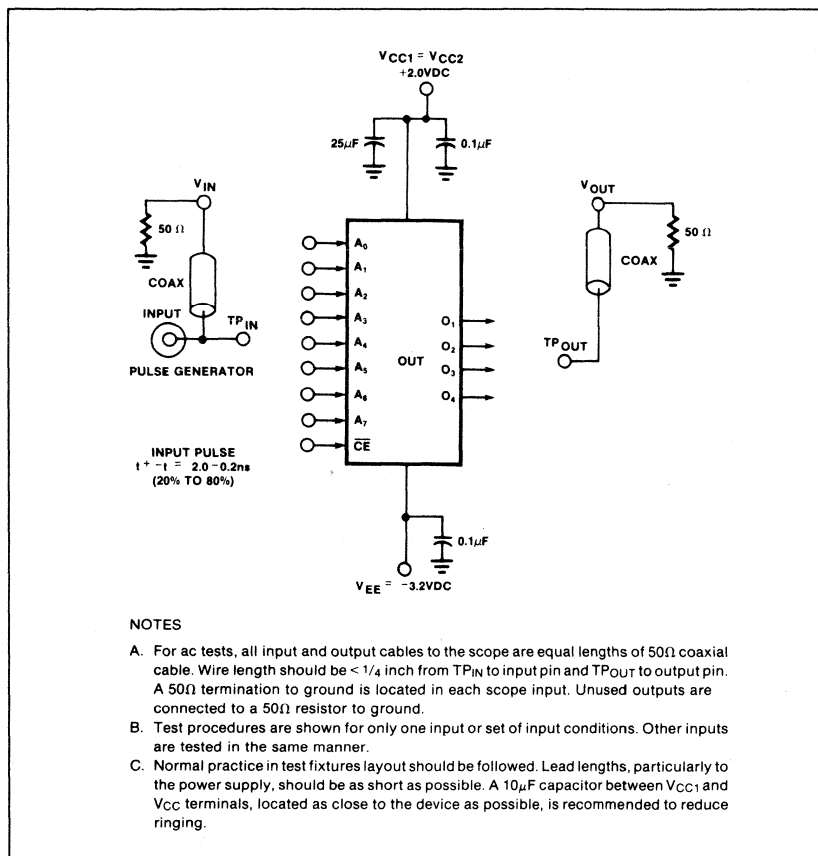 VCC1 = VCC2
+2.0VDC
25μF
0.1μF
VIN
50 Ω
COAX
INPUT
TPIN
PULSE GENERATOR
INPUT PULSE
t+ -t = 2.0 -0.2ns
(20% TO 80%)
A0
A1
A2
A3
A4
A5
A6
A7
CE
OUT
O1
O2
O3
O4
VOUT
50 Ω
COAX
TPOUT
0.1μF
VEE = -3.2VDC
NOTES
A. For ac tests, all input and output cables to the scope are equal lengths of 50Ω coaxial
cable. Wire length should be < 1/4 inch from TPIN to input pin and TPOUT to output pin.
A 50Ω termination to ground is located in each scope input. Unused outputs are
connected to a 50Ω resistor to ground.
B. Test procedures are shown for only one input or set of input conditions. Other inputs
are tested in the same manner.
C. Normal practice in test fixtures layout should be followed. Lead lengths, particularly to
the power supply, should be as short as possible. A 10μF capacitor between VCC1 and
VCC terminals, located as close to the device as possible, is recommended to reduce
ringing.